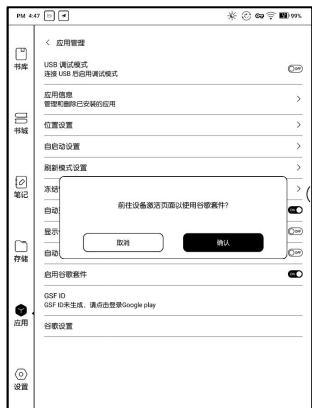 PM 4:47
99%
应用管理
书库
USB 调试模式
连接 USB 后启用调试模式
OFF
应用信息
管理和删除已安装的应用
书城
位置设置
自启动设置
刷新模式设置
笔记
冻结
自动
前往设备激活页面以使用谷歌套件?
显示
OFF
取消
确认
存储
自动
OFF
启用谷歌套件
GSF ID
GSF ID未生成，请点击登录Google play
应用
谷歌设置
设置